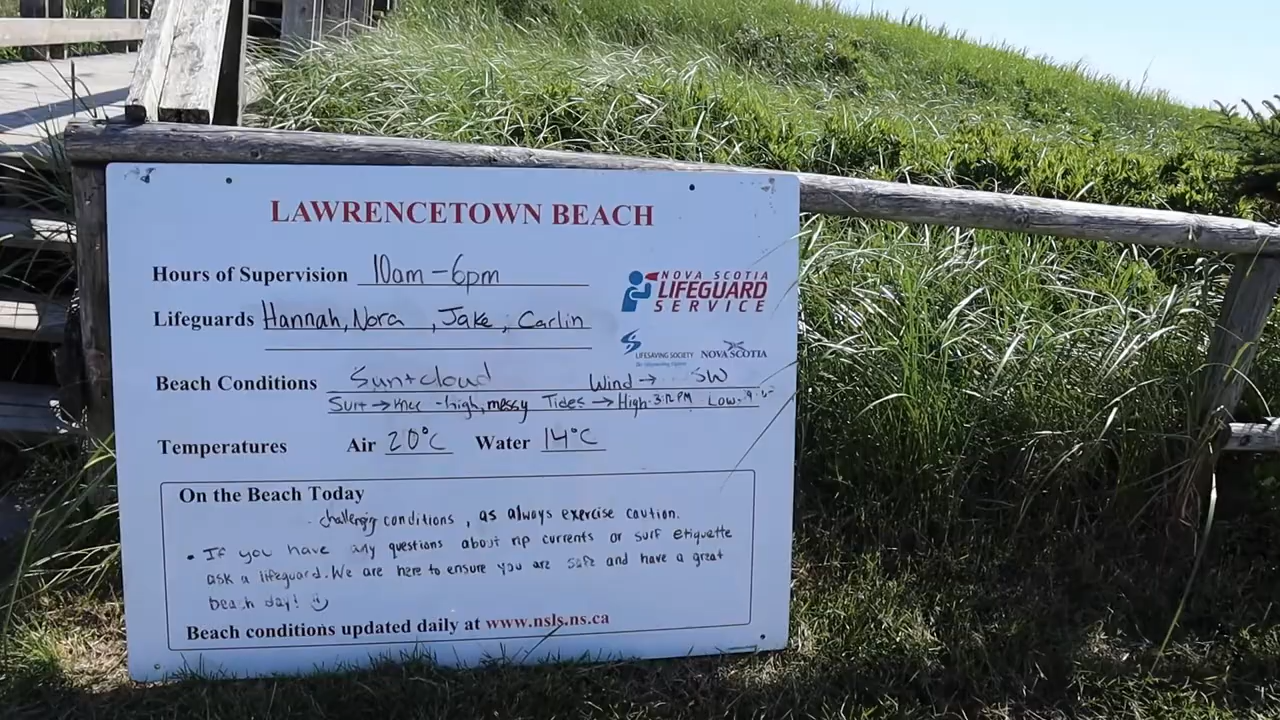 LAWRENCETOWN BEACH
Hours of Supervision 10am-6pm
NOVA SCOTIA
LIFEGUARD
SERVICE
Lifeguards Hannah, Nora , Jake, Carlin
LIFESAVING SOCIETY NOVA SCOTIA
Beach Conditions Sun+cloud Wind → SW
Surf → knee-high, messy Tides → High-3:12PM Low-9
Temperatures Air 20°C Water 14°C
On the Beach Today
- challenging conditions, as always exercise caution.
• If you have any questions about rip currents or surf etiquette
ask a lifeguard. We are here to ensure you are safe and have a great
beach day! ☺
Beach conditions updated daily at www.nsls.ns.ca